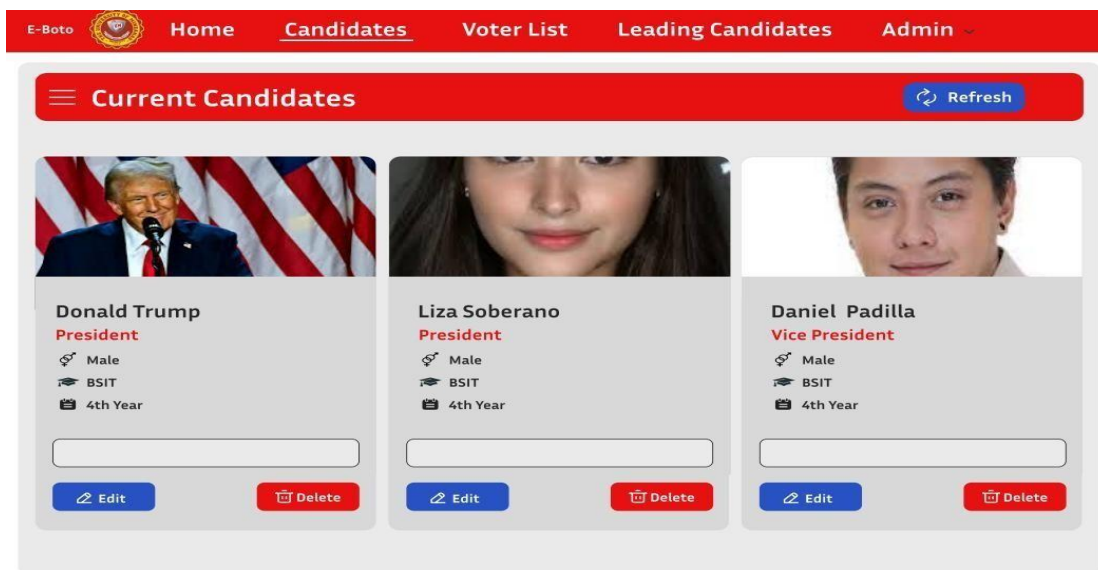 E-Boto Home Candidates Voter List Leading Candidates Admin
Current Candidates Refresh
Donald Trump
President
Male
BSIT
4th Year
Edit Delete
Liza Soberano
President
Male
BSIT
4th Year
Edit Delete
Daniel Padilla
Vice President
Male
BSIT
4th Year
Edit Delete